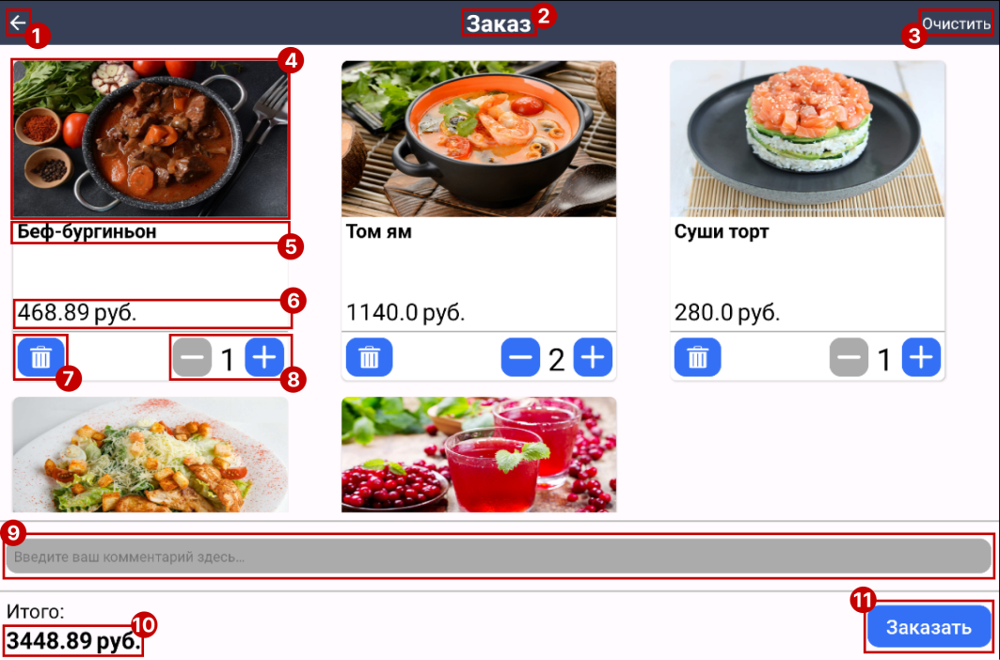 Заказ
Очистить
1
2
3
4
Беф-бургиньон
Том ям
Суши торт
5
6
468.89 руб.
1140.0 руб.
280.0 руб.
1
2
1
7
8
9
Введите ваш комментарий здесь…
Итого:
10
11
3448.89 руб.
Заказать